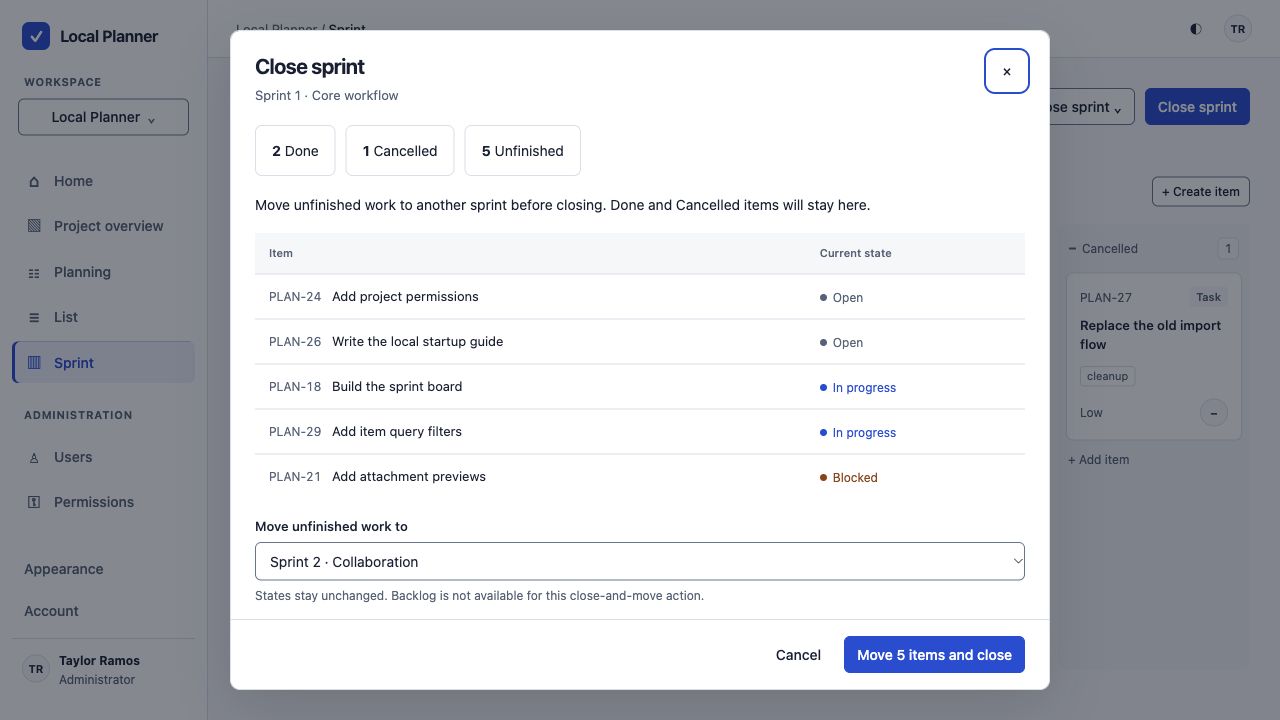 Local Planner
Local Planner / Sprint
TR
WORKSPACE
Local Planner
Home
Project overview
Planning
List
Sprint
ADMINISTRATION
Users
Permissions
Appearance
Account
TR
Taylor Ramos
Administrator
Close sprint
Sprint 1 · Core workflow
×
2 Done
1 Cancelled
5 Unfinished
Move unfinished work to another sprint before closing. Done and Cancelled items will stay here.
Item Current state
PLAN-24 Add project permissions Open
PLAN-26 Write the local startup guide Open
PLAN-18 Build the sprint board In progress
PLAN-29 Add item query filters In progress
PLAN-21 Add attachment previews Blocked
Move unfinished work to
Sprint 2 · Collaboration
States stay unchanged. Backlog is not available for this close-and-move action.
Cancel
Move 5 items and close
sprint
Close sprint
+ Create item
Cancelled 1
PLAN-27 Task
Replace the old import
flow
cleanup
Low
–
+ Add item